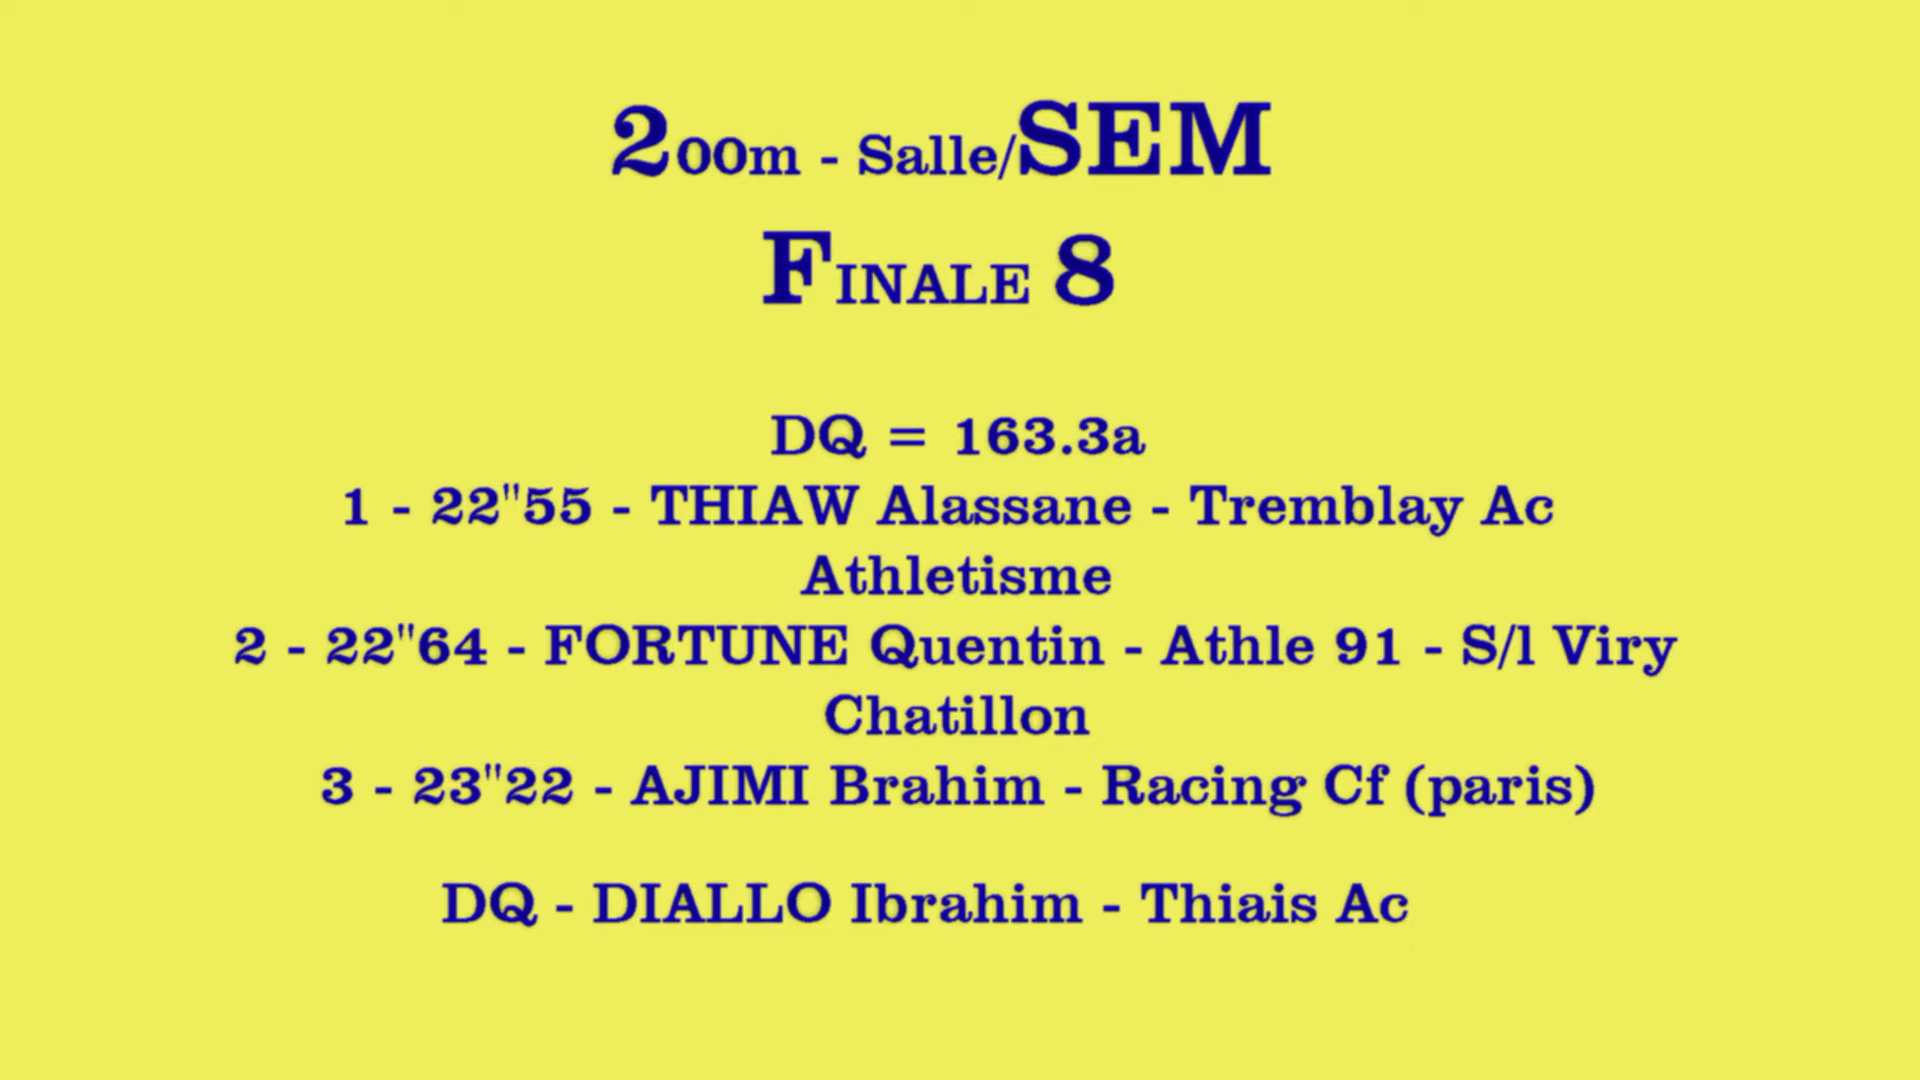 200m - Salle/SEM
FINALE 8
DQ = 163.3a
1 - 22"55 - THIAW Alassane - Tremblay Ac
Athletisme
2 - 22"64 - FORTUNE Quentin - Athle 91 - S/l Viry
Chatillon
3 - 23"22 - AJIMI Brahim - Racing Cf (paris)
DQ - DIALLO Ibrahim - Thiais Ac